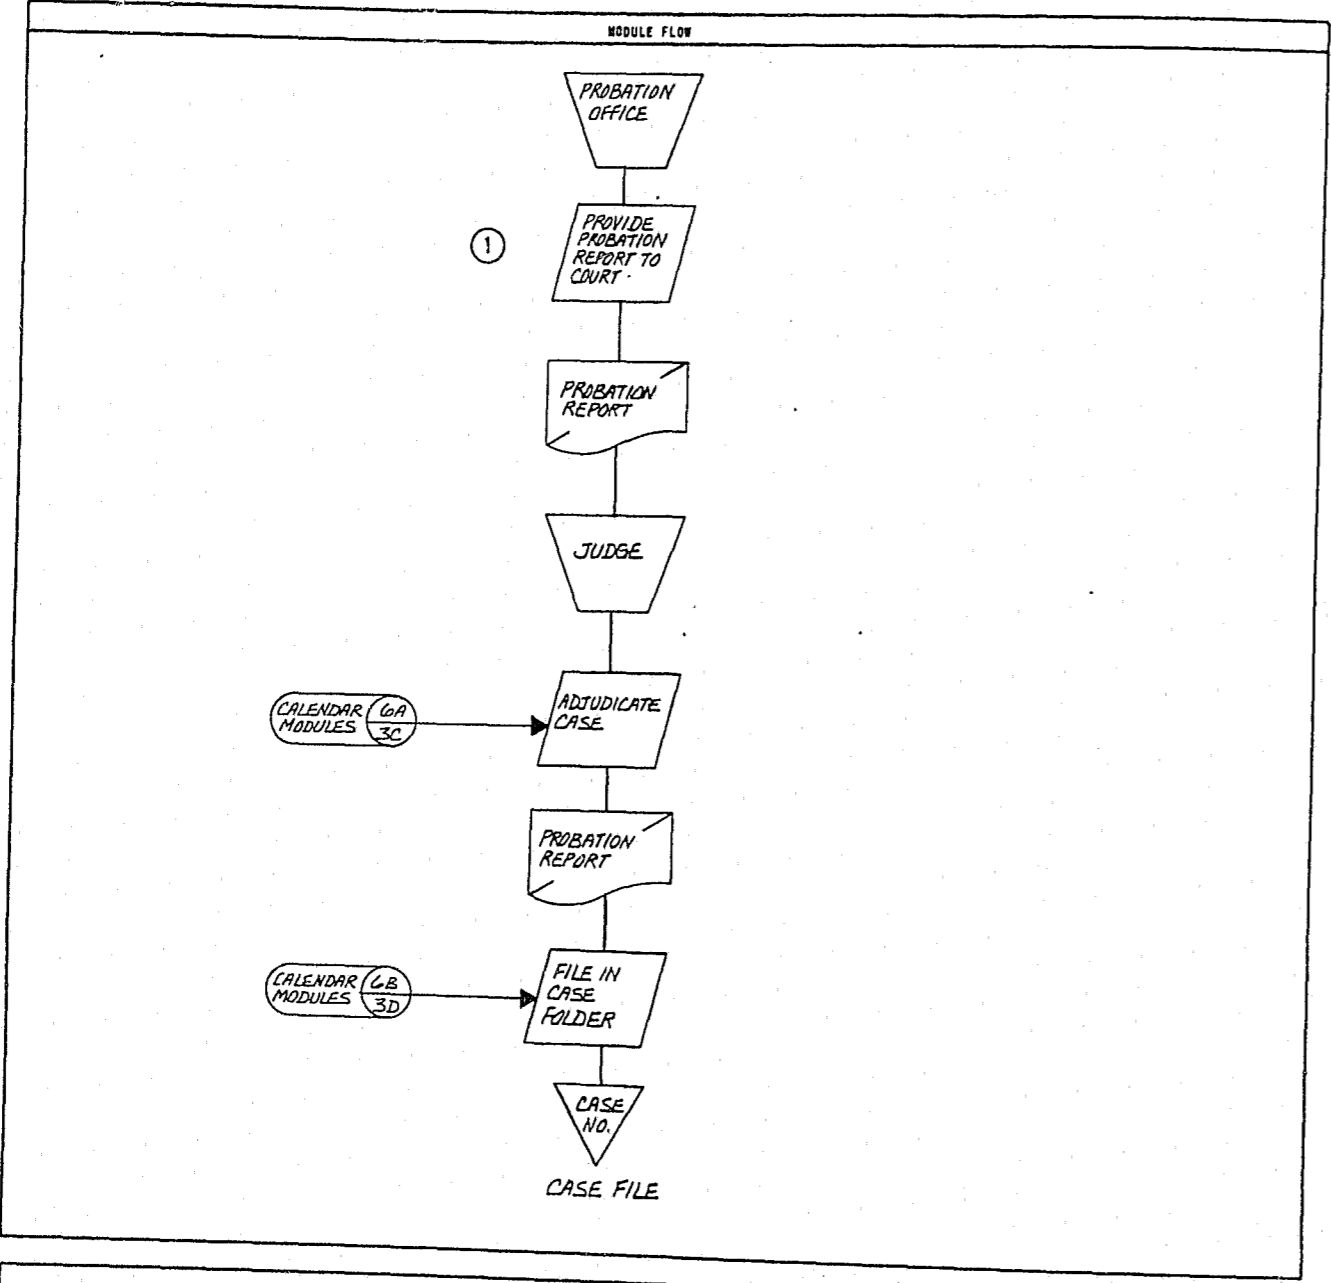 MODULE FLOW
PROBATION
OFFICE
1
PROVIDE
PROBATION
REPORT TO
COURT
PROBATION
REPORT
JUDGE
CALENDAR
MODULES
6A
3C
ADJUDICATE
CASE
PROBATION
REPORT
CALENDAR
MODULES
6B
3D
FILE IN
CASE
FOLDER
CASE
NO.
CASE FILE